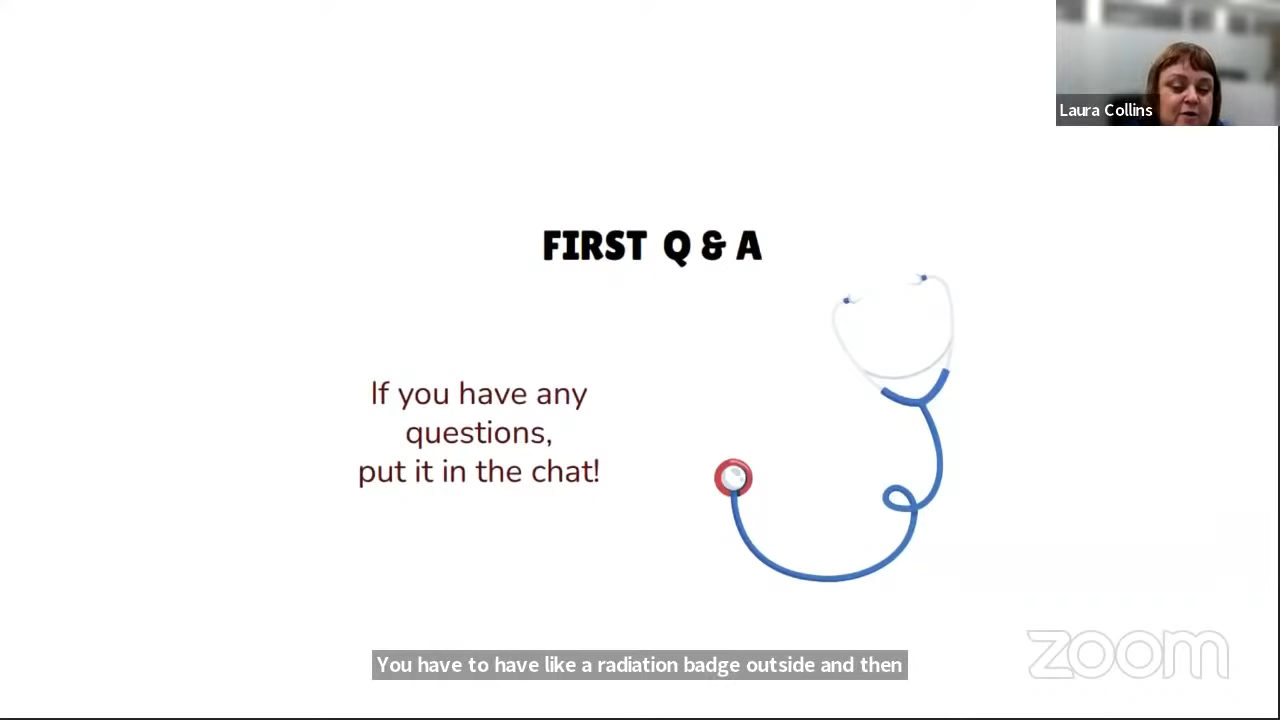 Laura Collins
FIRST Q & A
If you have any
questions,
put it in the chat!
You have to have like a radiation badge outside and then
zoom